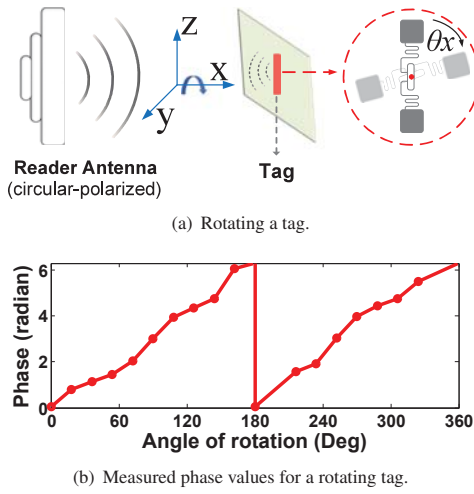 z
x
y
θx
Reader Antenna
(circular-polarized)
Tag
(a) Rotating a tag.
Phase (radian)
6
4
2
0
0 60 120 180 240 300 360
Angle of rotation (Deg)
(b) Measured phase values for a rotating tag.